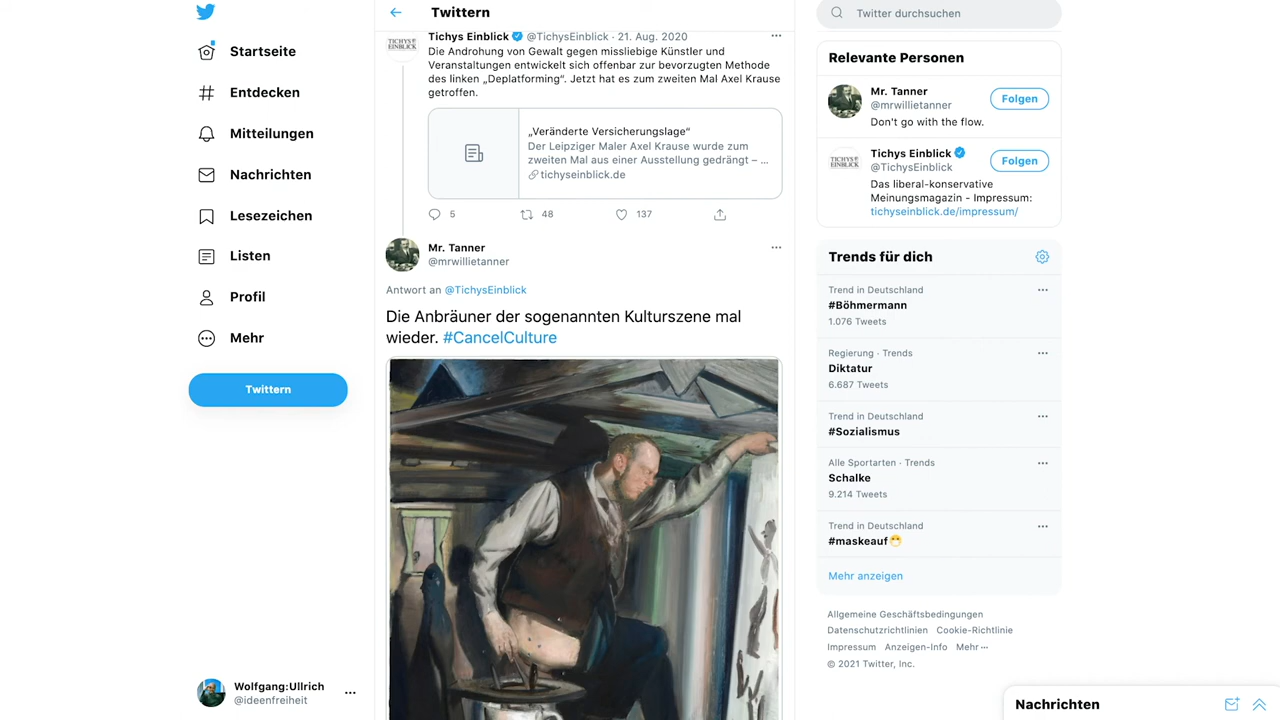 Startseite
Entdecken
Mitteilungen
Nachrichten
Lesezeichen
Listen
Profil
Mehr
Twittern
Wolfgang:Ullrich
@ideenfreiheit
Twittern
TICHYS EINBLICK
Tichys Einblick @TichysEinblick · 21. Aug. 2020
Die Androhung von Gewalt gegen missliebige Künstler und
Veranstaltungen entwickelt sich offenbar zur bevorzugten Methode
des linken „Deplatforming“. Jetzt hat es zum zweiten Mal Axel Krause
getroffen.
„Veränderte Versicherungslage“
Der Leipziger Maler Axel Krause wurde zum
zweiten Mal aus einer Ausstellung gedrängt – ...
tichyseinblick.de
5 48 137
Mr. Tanner
@mrwillietanner
Antwort an @TichysEinblick
Die Anbräuner der sogenannten Kulturszene mal
wieder. #CancelCulture
Twitter durchsuchen
Relevante Personen
Mr. Tanner
@mrwillietanner
Folgen
Don't go with the flow.
TICHYS EINBLICK
Tichys Einblick
@TichysEinblick
Folgen
Das liberal-konservative
Meinungsmagazin - Impressum:
tichyseinblick.de/impressum/
Trends für dich
Trend in Deutschland
#Böhmermann
1.076 Tweets
Regierung · Trends
Diktatur
6.687 Tweets
Trend in Deutschland
#Sozialismus
Alle Sportarten · Trends
Schalke
9.214 Tweets
Trend in Deutschland
#maskeauf😷
Mehr anzeigen
Allgemeine Geschäftsbedingungen
Datenschutzrichtlinien Cookie-Richtlinie
Impressum Anzeigen-Info Mehr ···
© 2021 Twitter, Inc.
Nachrichten